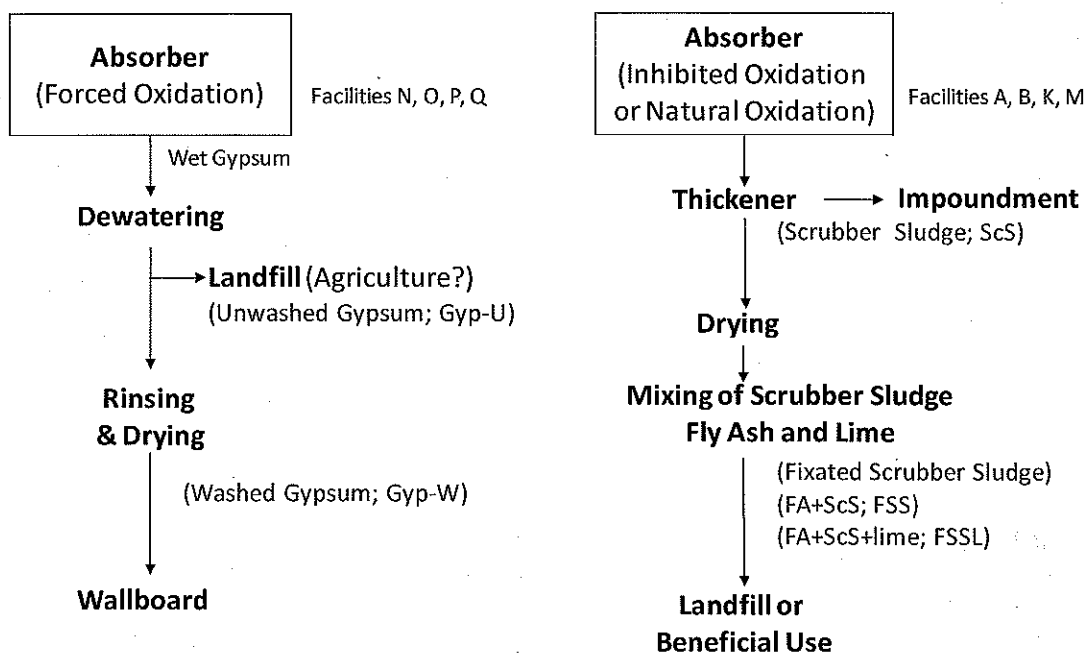 Absorber
(Forced Oxidation)
Facilities N, O, P, Q
Wet Gypsum
Dewatering
Landfill (Agriculture?)
(Unwashed Gypsum; Gyp-U)
Rinsing
& Drying
(Washed Gypsum; Gyp-W)
Wallboard
Absorber
(Inhibited Oxidation
or Natural Oxidation)
Facilities A, B, K, M
Thickener
Impoundment
(Scrubber Sludge; ScS)
Drying
Mixing of Scrubber Sludge
Fly Ash and Lime
(Fixated Scrubber Sludge)
(FA+ScS; FSS)
(FA+ScS+lime; FSSL)
Landfill or
Beneficial Use